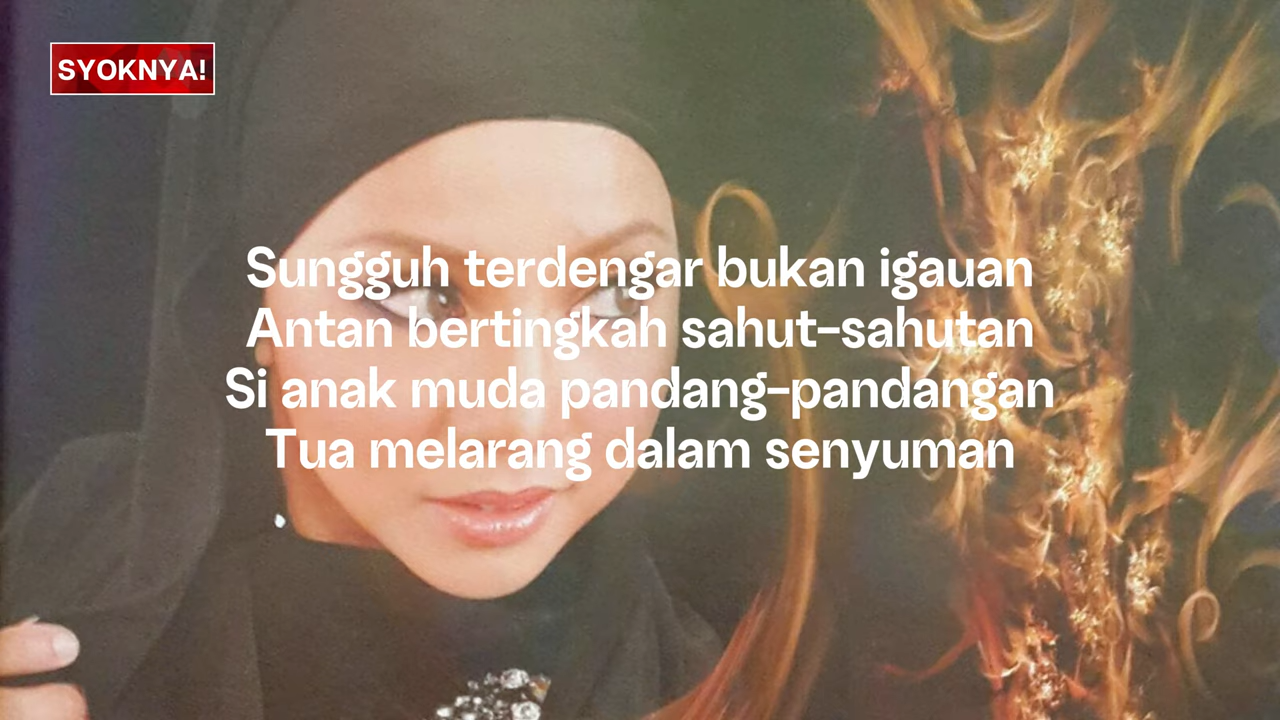 SYOKNYA!
Sungguh terdengar bukan igauan
Antan bertingkah sahut-sahutan
Si anak muda pandang-pandangan
Tua melarang dalam senyuman